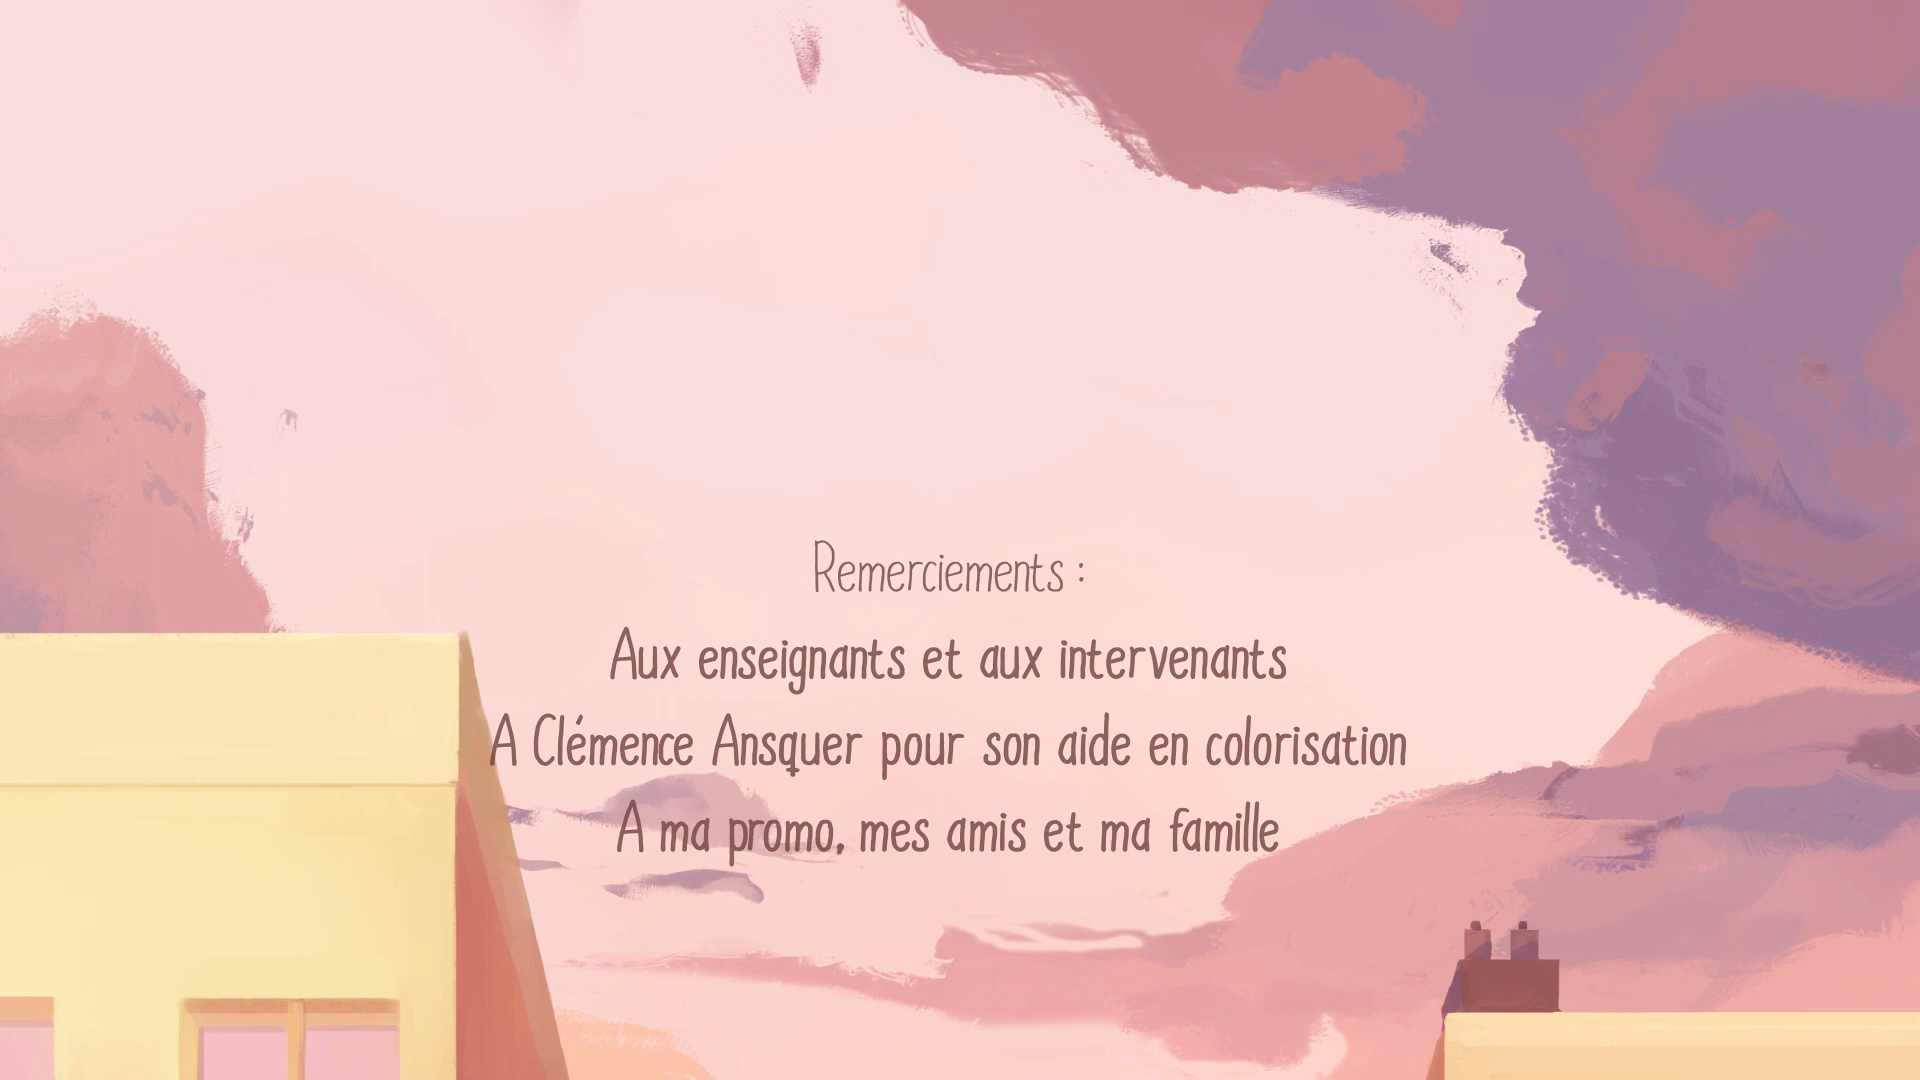 Remerciements :
Aux enseignants et aux intervenants
A Clémence Ansquer pour son aide en colorisation
A ma promo, mes amis et ma famille